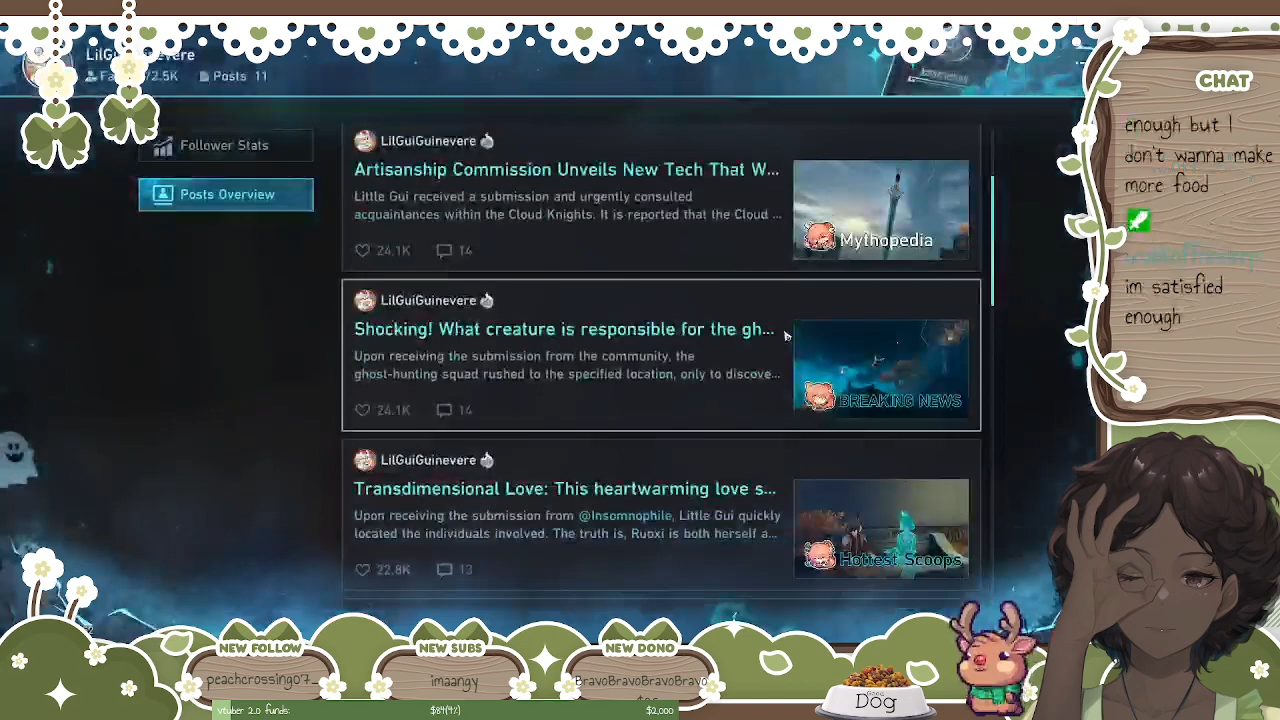 Posts 11
Follower Stats
Posts Overview
LilGuiGuinevere
Artisanship Commission Unveils New Tech That W...
Little Gui received a submission and urgently consulted
acquaintances within the Cloud Knights. It is reported that the Cloud ...
24.1K 14
Mythopedia
LilGuiGuinevere
Shocking! What creature is responsible for the gh...
Upon receiving the submission from the community, the
ghost-hunting squad rushed to the specified location, only to discove...
24.1K 14
BREAKING NEWS
LilGuiGuinevere
Transdimensional Love: This heartwarming love s...
Upon receiving the submission from @Insomnophile, Little Gui quickly
located the individuals involved. The truth is, Ruoxi is both herself a...
22.8K 13
Hottest Scoops
CHAT
enough but I
don't wanna make
more food
im satisfied
enough
NEW FOLLOW
peachcrossing07_
NEW SUBS
imaangy
NEW DONO
BravoBravoBravoBravo
vtuber 2.0 funds: $84(4%) $2,000
Good
Dog